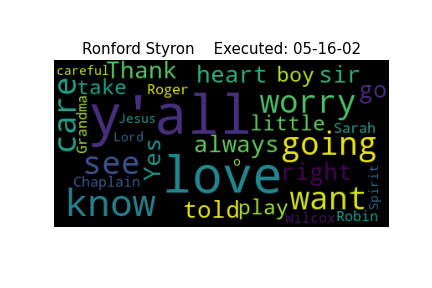 Ronford Styron    Executed: 05-16-02
careful Thank heart boy sir
care take Roger go
Grandma y'all worry
Jesus little Sarah
Lord always going
see Yes o
Chaplain love right
know want Spirit
told play Wilcox Robin